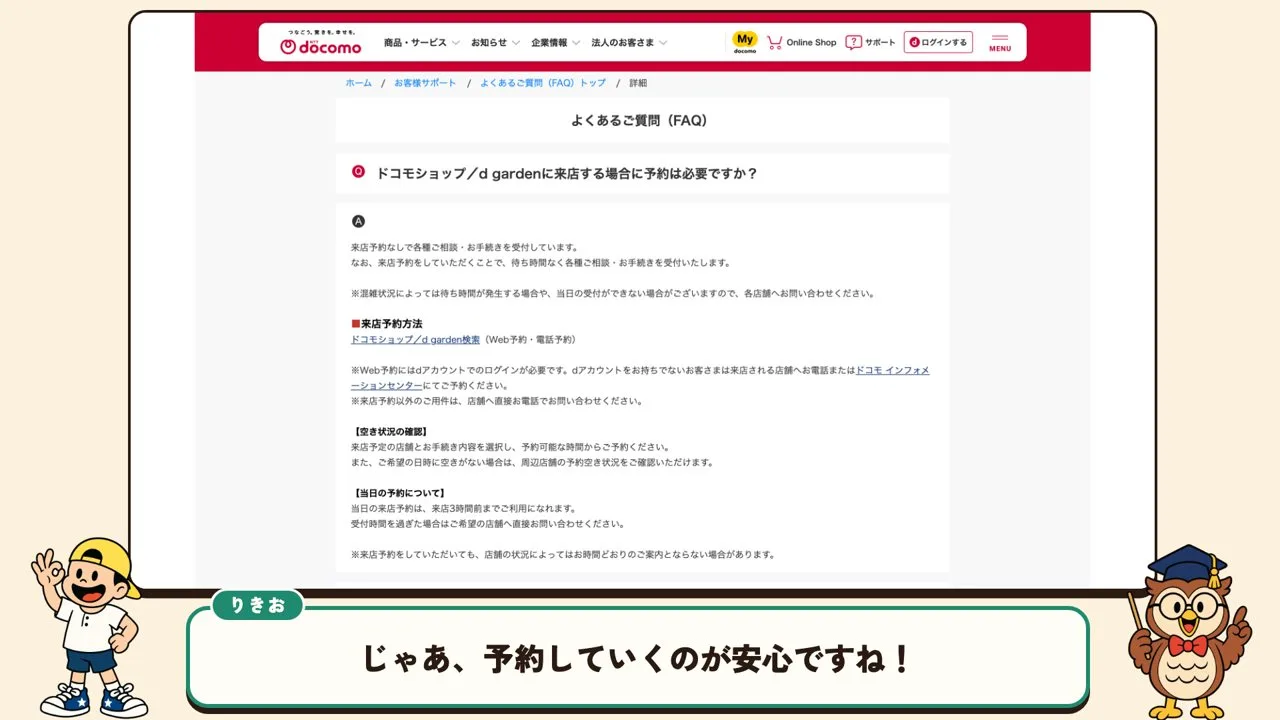 つなごう。驚きを。幸せを。
NTT
docomo
商品・サービス お知らせ 企業情報 法人のお客さま
My
docomo
Online Shop
サポート
ログインする
MENU
ホーム / お客様サポート / よくあるご質問（FAQ）トップ / 詳細
よくあるご質問（FAQ）
Q ドコモショップ／d gardenに来店する場合に予約は必要ですか？
A
来店予約なしで各種ご相談・お手続きを受付しています。
なお、来店予約をしていただくことで、待ち時間なく各種ご相談・お手続きを受付いたします。
※混雑状況によっては待ち時間が発生する場合や、当日の受付ができない場合がございますので、各店舗へお問い合わせください。
■来店予約方法
ドコモショップ／d garden検索（Web予約・電話予約）
※Web予約にはdアカウントでのログインが必要です。dアカウントをお持ちでないお客さまは来店される店舗へお電話またはドコモ インフォメ
ーションセンターにてご予約ください。
※来店予約以外のご用件は、店舗へ直接お電話でお問い合わせください。
【空き状況の確認】
来店予定の店舗とお手続き内容を選択し、予約可能な時間からご予約ください。
また、ご希望の日時に空きがない場合は、周辺店舗の予約空き状況をご確認いただけます。
【当日の予約について】
当日の来店予約は、来店3時間前までご利用になれます。
受付時間を過ぎた場合はご希望の店舗へ直接お問い合わせください。
※来店予約をしていただいても、店舗の状況によってはお時間どおりのご案内とならない場合があります。
りきお
じゃあ、予約していくのが安心ですね！